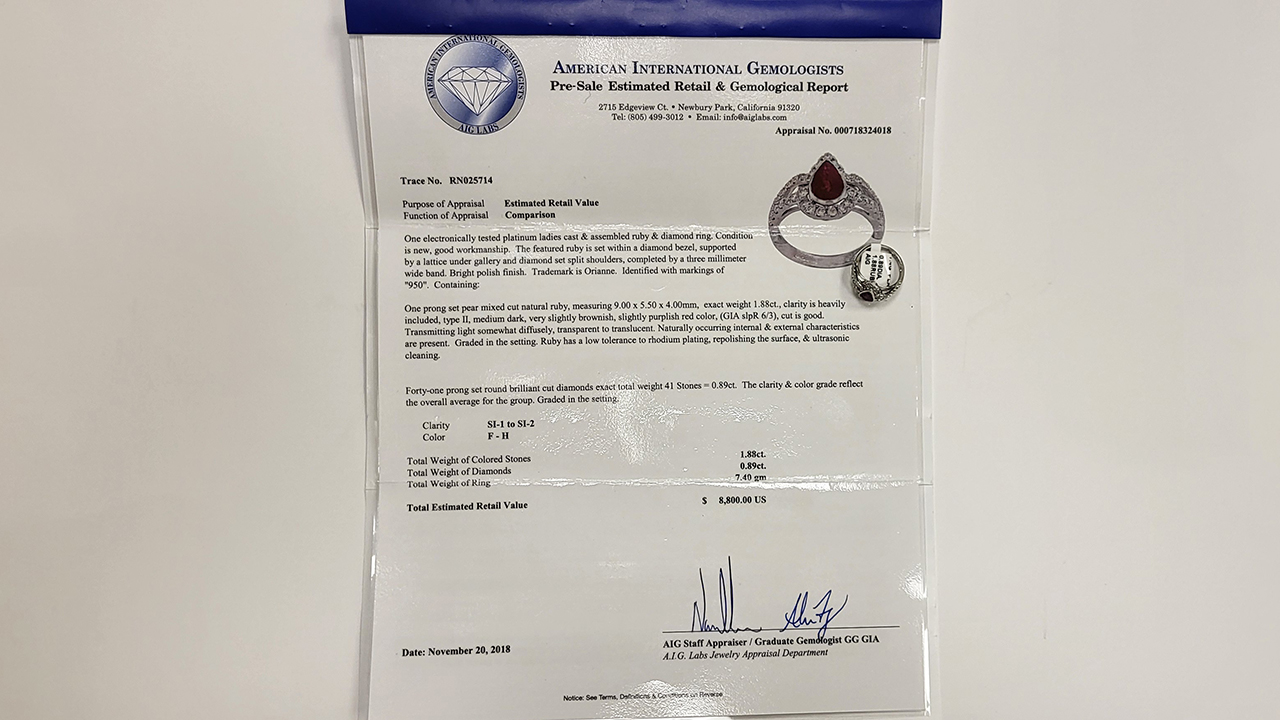 AMERICAN INTERNATIONAL GEMOLOGISTS
AIG LABS
AMERICAN INTERNATIONAL GEMOLOGISTS
Pre-Sale Estimated Retail & Gemological Report
2715 Edgeview Ct. • Newbury Park, California 91320
Tel: (805) 499-3012 • Email: info@aiglabs.com
Appraisal No. 000718324018
Trace No. RN025714
Purpose of Appraisal Estimated Retail Value
Function of Appraisal Comparison
One electronically tested platinum ladies cast & assembled ruby & diamond ring. Condition
is new, good workmanship. The featured ruby is set within a diamond bezel, supported
by a lattice under gallery and diamond set split shoulders, completed by a three millimeter
wide band. Bright polish finish. Trademark is Orianne. Identified with markings of
"950". Containing:
One prong set pear mixed cut natural ruby, measuring 9.00 x 5.50 x 4.00mm, exact weight 1.88ct., clarity is heavily
included, type II, medium dark, very slightly brownish, slightly purplish red color, (GIA slpR 6/3), cut is good.
Transmitting light somewhat diffusely, transparent to translucent. Naturally occurring internal & external characteristics
are present. Graded in the setting. Ruby has a low tolerance to rhodium plating, repolishing the surface, & ultrasonic
cleaning.
Forty-one prong set round brilliant cut diamonds exact total weight 41 Stones = 0.89ct. The clarity & color grade reflect
the overall average for the group. Graded in the setting.
Clarity SI-1 to SI-2
Color F - H
Total Weight of Colored Stones 1.88ct.
Total Weight of Diamonds 0.89ct.
Total Weight of Ring 7.40 gm
Total Estimated Retail Value $ 8,800.00 US
AIG Staff Appraiser / Graduate Gemologist GG GIA
A.I.G. Labs Jewelry Appraisal Department
Date: November 20, 2018
Notice: See Terms, Definitions & Conditions on Reverse